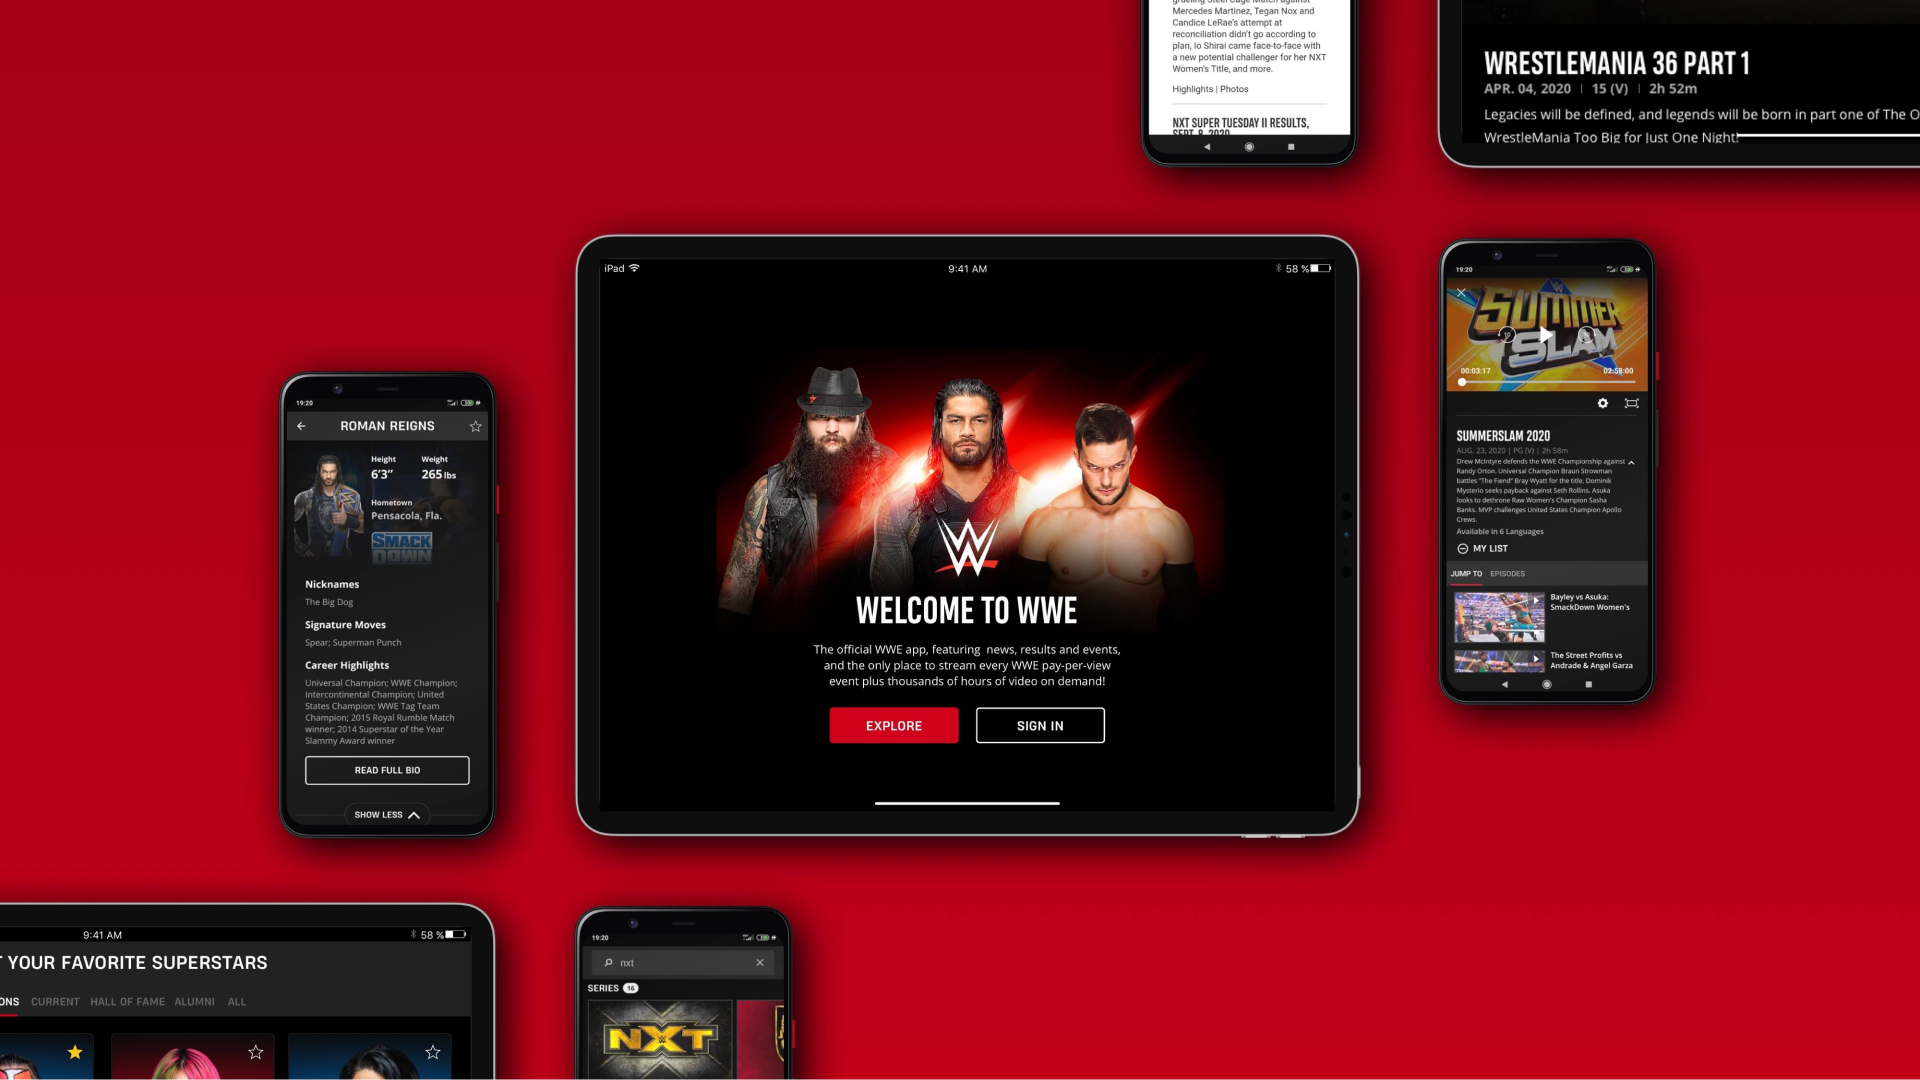 grueling Steel Cage Match against
Mercedes Martinez, Tegan Nox and
Candice LeRae's attempt at
reconciliation didn't go according to
plan, Io Shirai came face-to-face with
a new potential challenger for her NXT
Women's Title, and more.
Highlights | Photos
NXT SUPER TUESDAY II RESULTS,
SEPT. 8, 2020
WRESTLEMANIA 36 PART 1
APR. 04, 2020 | 15 (V) | 2h 52m
Legacies will be defined, and legends will be born in part one of The O
WrestleMania Too Big for Just One Night!
19:20
ROMAN REIGNS
Height Weight
6'3" 265 lbs
Hometown
Pensacola, Fla.
SMACK
DOWN
Nicknames
The Big Dog
Signature Moves
Spear; Superman Punch
Career Highlights
Universal Champion; WWE Champion;
Intercontinental Champion; United
States Champion; WWE Tag Team
Champion; 2015 Royal Rumble Match
winner; 2014 Superstar of the Year
Slammy Award winner
READ FULL BIO
SHOW LESS
iPad 9:41 AM 58 %
W
WELCOME TO WWE
The official WWE app, featuring news, results and events,
and the only place to stream every WWE pay-per-view
event plus thousands of hours of video on demand!
EXPLORE SIGN IN
19:20
SUMMER
SLAM
10
00:03:17 02:58:00
SUMMERSLAM 2020
AUG. 23, 2020 | PG (V) | 2h 58m
Drew McIntyre defends the WWE Championship against
Randy Orton. Universal Champion Braun Strowman
battles "The Fiend" Bray Wyatt for the title. Dominik
Mysterio seeks payback against Seth Rollins. Asuka
looks to dethrone Raw Women's Champion Sasha
Banks. MVP challenges United States Champion Apollo
Crews.
Available in 6 Languages
MY LIST
JUMP TO EPISODES
Bayley vs Asuka:
SmackDown Women's
The Street Profits vs
Andrade & Angel Garza
9:41 AM 58 %
T YOUR FAVORITE SUPERSTARS
ONS CURRENT HALL OF FAME ALUMNI ALL
19:20
nxt
SERIES 16
NXT